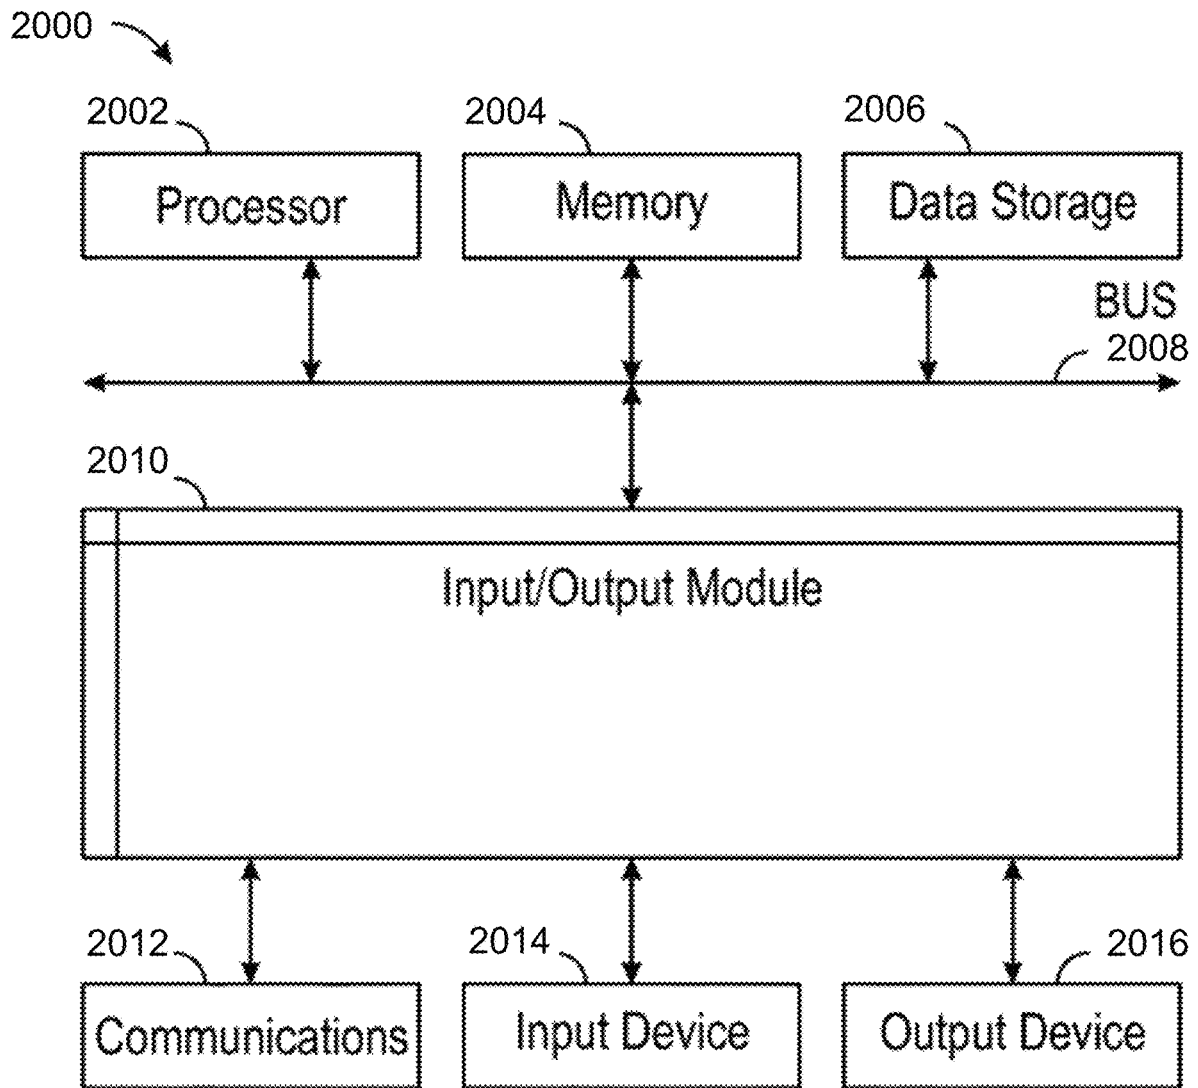 2000
2002
2004
2006
Processor
Memory
Data Storage
BUS
2008
2010
Input/Output Module
2012
2014
2016
Communications
Input Device
Output Device